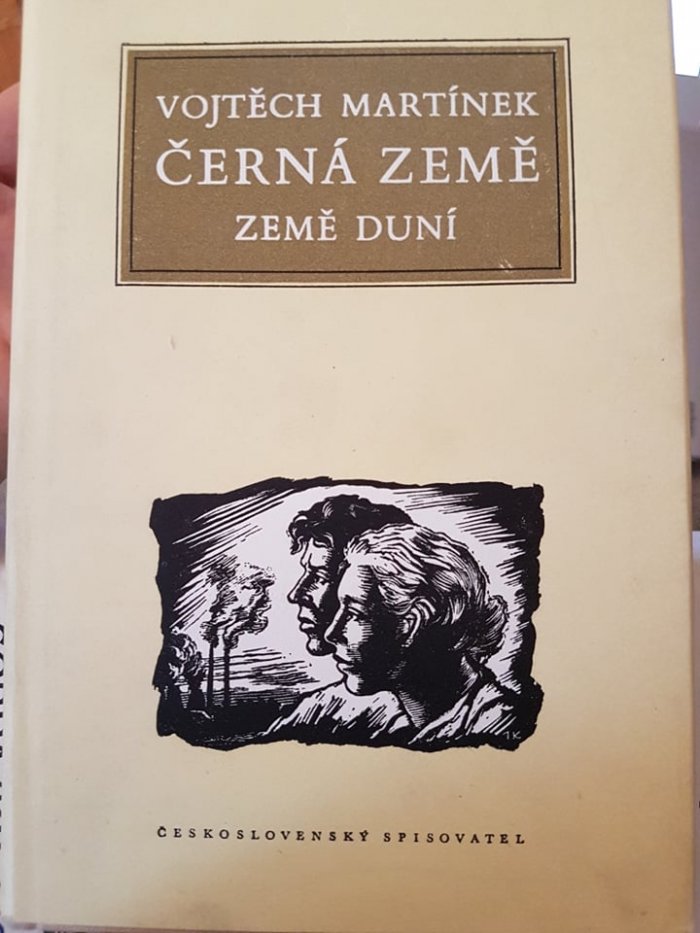 VOJTĚCH MARTÍNEK
ČERNÁ ZEMĚ
ZEMĚ DUNÍ
ČESKOSLOVENSKÝ SPISOVATEL